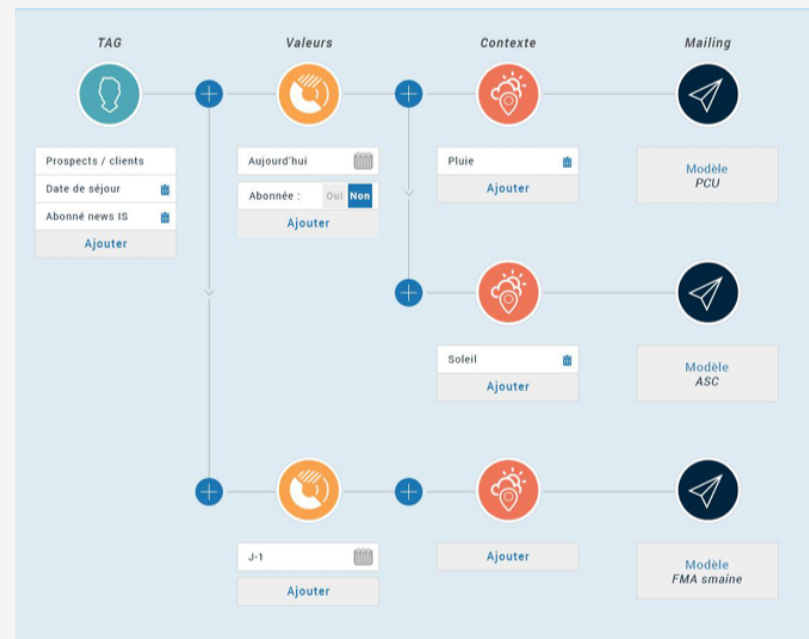 TAG
Valeurs
Contexte
Mailing
Prospects / clients
Date de séjour
Abonné news IS
Ajouter
Aujourd'hui
Abonnée : Oui Non
Ajouter
Pluie
Ajouter
Modèle
PCU
Soleil
Ajouter
Modèle
ASC
J-1
Ajouter
Ajouter
Modèle
FMA smaine